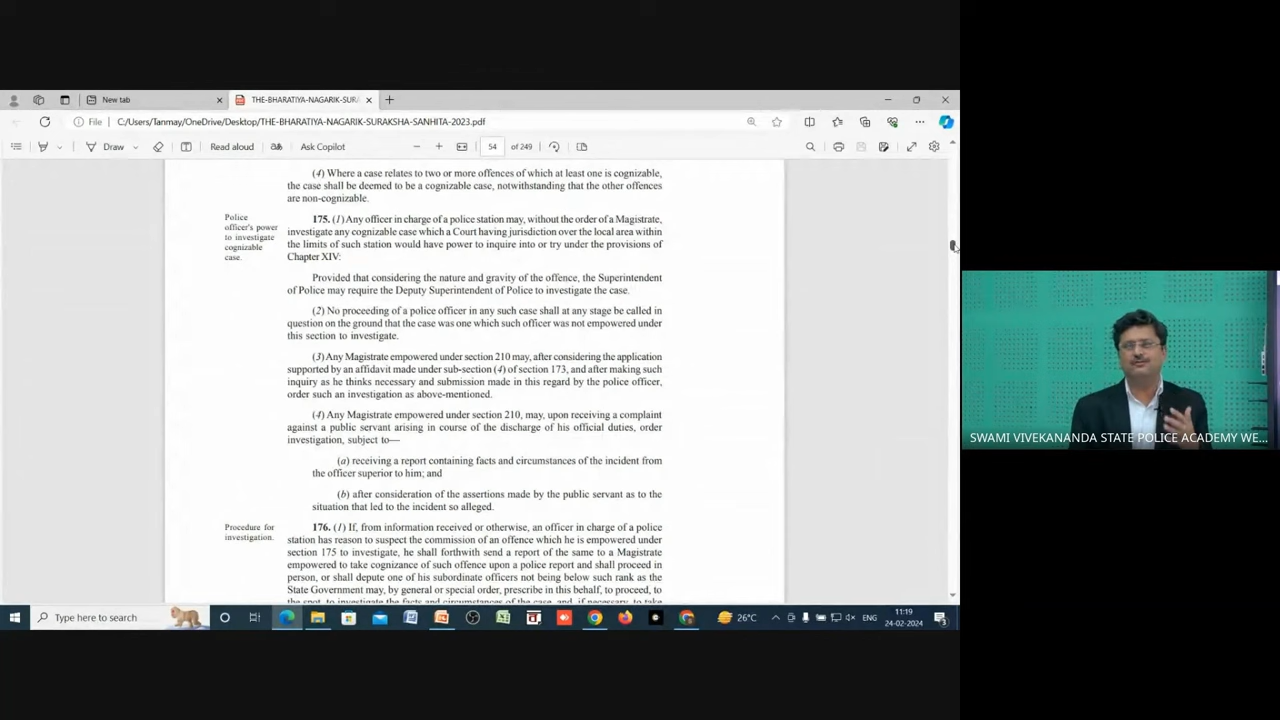 New tab
THE-BHARATIYA-NAGARIK-SURA
File
C:/Users/Tanmay/OneDrive/Desktop/THE-BHARATIYA-NAGARIK-SURAKSHA-SANHITA-2023.pdf
Draw
Read aloud
Ask Copilot
54 of 249
(4) Where a case relates to two or more offences of which at least one is cognizable,
the case shall be deemed to be a cognizable case, notwithstanding that the other offences
are non-cognizable.
Police
officer's power
to investigate
cognizable
case.
175. (1) Any officer in charge of a police station may, without the order of a Magistrate,
investigate any cognizable case which a Court having jurisdiction over the local area within
the limits of such station would have power to inquire into or try under the provisions of
Chapter XIV:
Provided that considering the nature and gravity of the offence, the Superintendent
of Police may require the Deputy Superintendent of Police to investigate the case.
(2) No proceeding of a police officer in any such case shall at any stage be called in
question on the ground that the case was one which such officer was not empowered under
this section to investigate.
(3) Any Magistrate empowered under section 210 may, after considering the application
supported by an affidavit made under sub-section (4) of section 173, and after making such
inquiry as he thinks necessary and submission made in this regard by the police officer,
order such an investigation as above-mentioned.
(4) Any Magistrate empowered under section 210, may, upon receiving a complaint
against a public servant arising in course of the discharge of his official duties, order
investigation, subject to—
(a) receiving a report containing facts and circumstances of the incident from
the officer superior to him; and
(b) after consideration of the assertions made by the public servant as to the
situation that led to the incident so alleged.
Procedure for
investigation.
176. (1) If, from information received or otherwise, an officer in charge of a police
station has reason to suspect the commission of an offence which he is empowered under
section 175 to investigate, he shall forthwith send a report of the same to a Magistrate
empowered to take cognizance of such offence upon a police report and shall proceed in
person, or shall depute one of his subordinate officers not being below such rank as the
State Government may, by general or special order, prescribe in this behalf, to proceed, to
the spot, to investigate the facts and circumstances of the case, and, if necessary, to take
SWAMI VIVEKANANDA STATE POLICE ACADEMY WE...
Type here to search
26°C
ENG
11:19
24-02-2024
3